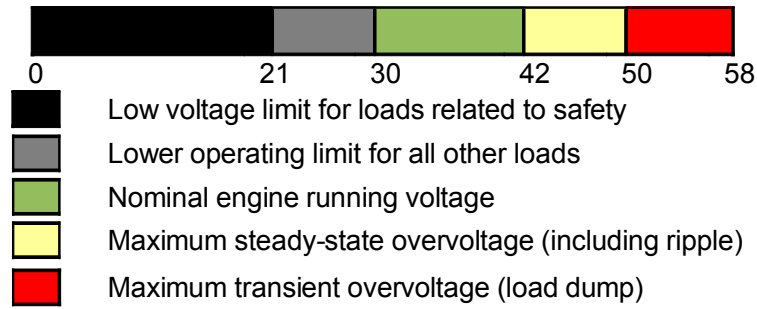 0 21 30 42 50 58
Low voltage limit for loads related to safety
Lower operating limit for all other loads
Nominal engine running voltage
Maximum steady-state overvoltage (including ripple)
Maximum transient overvoltage (load dump)